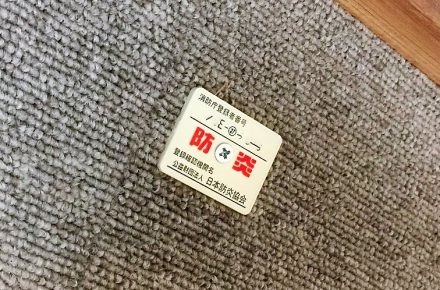 消防庁登録者番号
防炎
登録確認機関名
公益財団法人 日本防炎協会